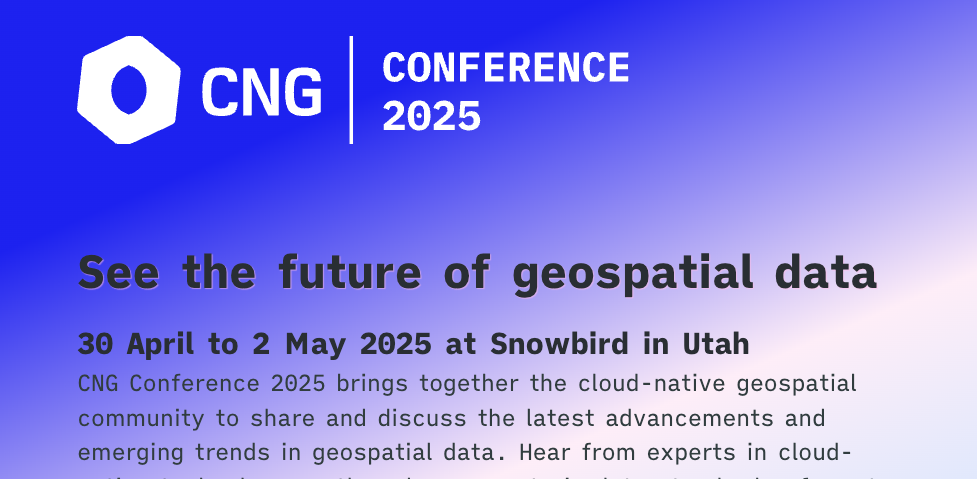 CNG
CONFERENCE
2025
See the future of geospatial data
30 April to 2 May 2025 at Snowbird in Utah
CNG Conference 2025 brings together the cloud-native geospatial
community to share and discuss the latest advancements and
emerging trends in geospatial data. Hear from experts in cloud-